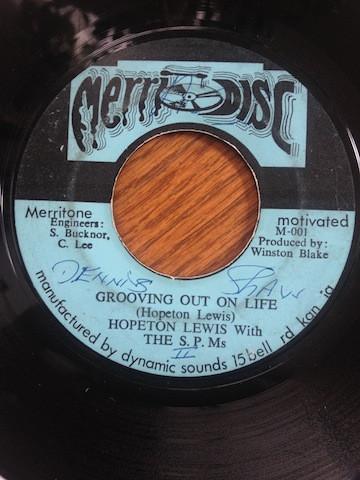 Merri DISC
Merritone
Engineers:
S. Bucknor,
C. Lee
motivated
M-001
Produced by:
Winston Blake
DENNIS SHAW
GROOVING OUT ON LIFE
(Hopeton Lewis)
HOPETON LEWIS With
THE S. P. Ms
II
manufactured by dynamic sounds 15 bell rd kgn ja